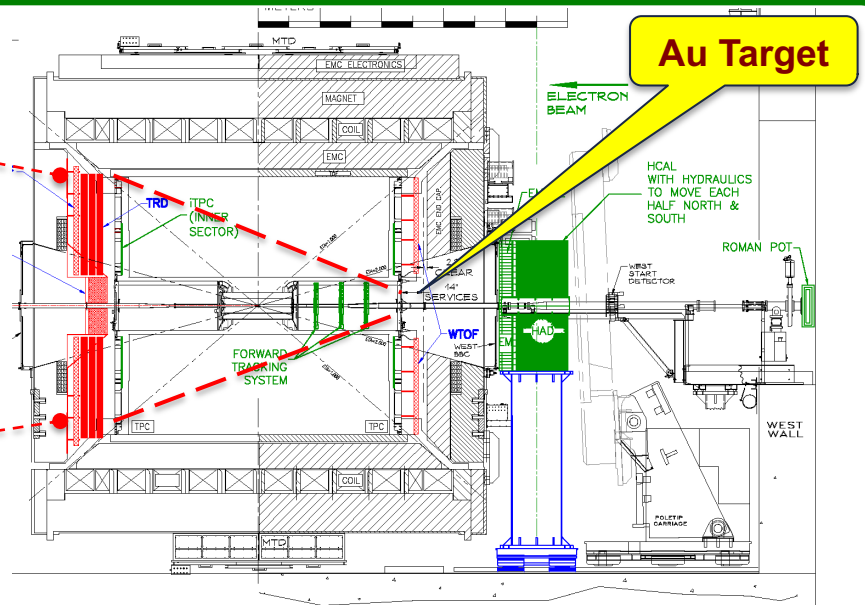 METERS
MTD
EMC ELECTRONICS
Au Target
MAGNET
ELECTRON
BEAM
COIL
EMC
HCAL
WITH HYDRAULICS
TO MOVE EACH
HALF NORTH &
SOUTH
TRD
iTPC
(INNER
SECTOR)
EMC END CAP
ROMAN POT
WEST
START
DETECTOR
CLEAR
14"
SERVICES
WTOF
HAD
WEST
BBC
FORWARD
TRACKING
SYSTEM
TPC
TPC
WEST
WALL
COIL
POLETIP
CARRIAGE
MTD